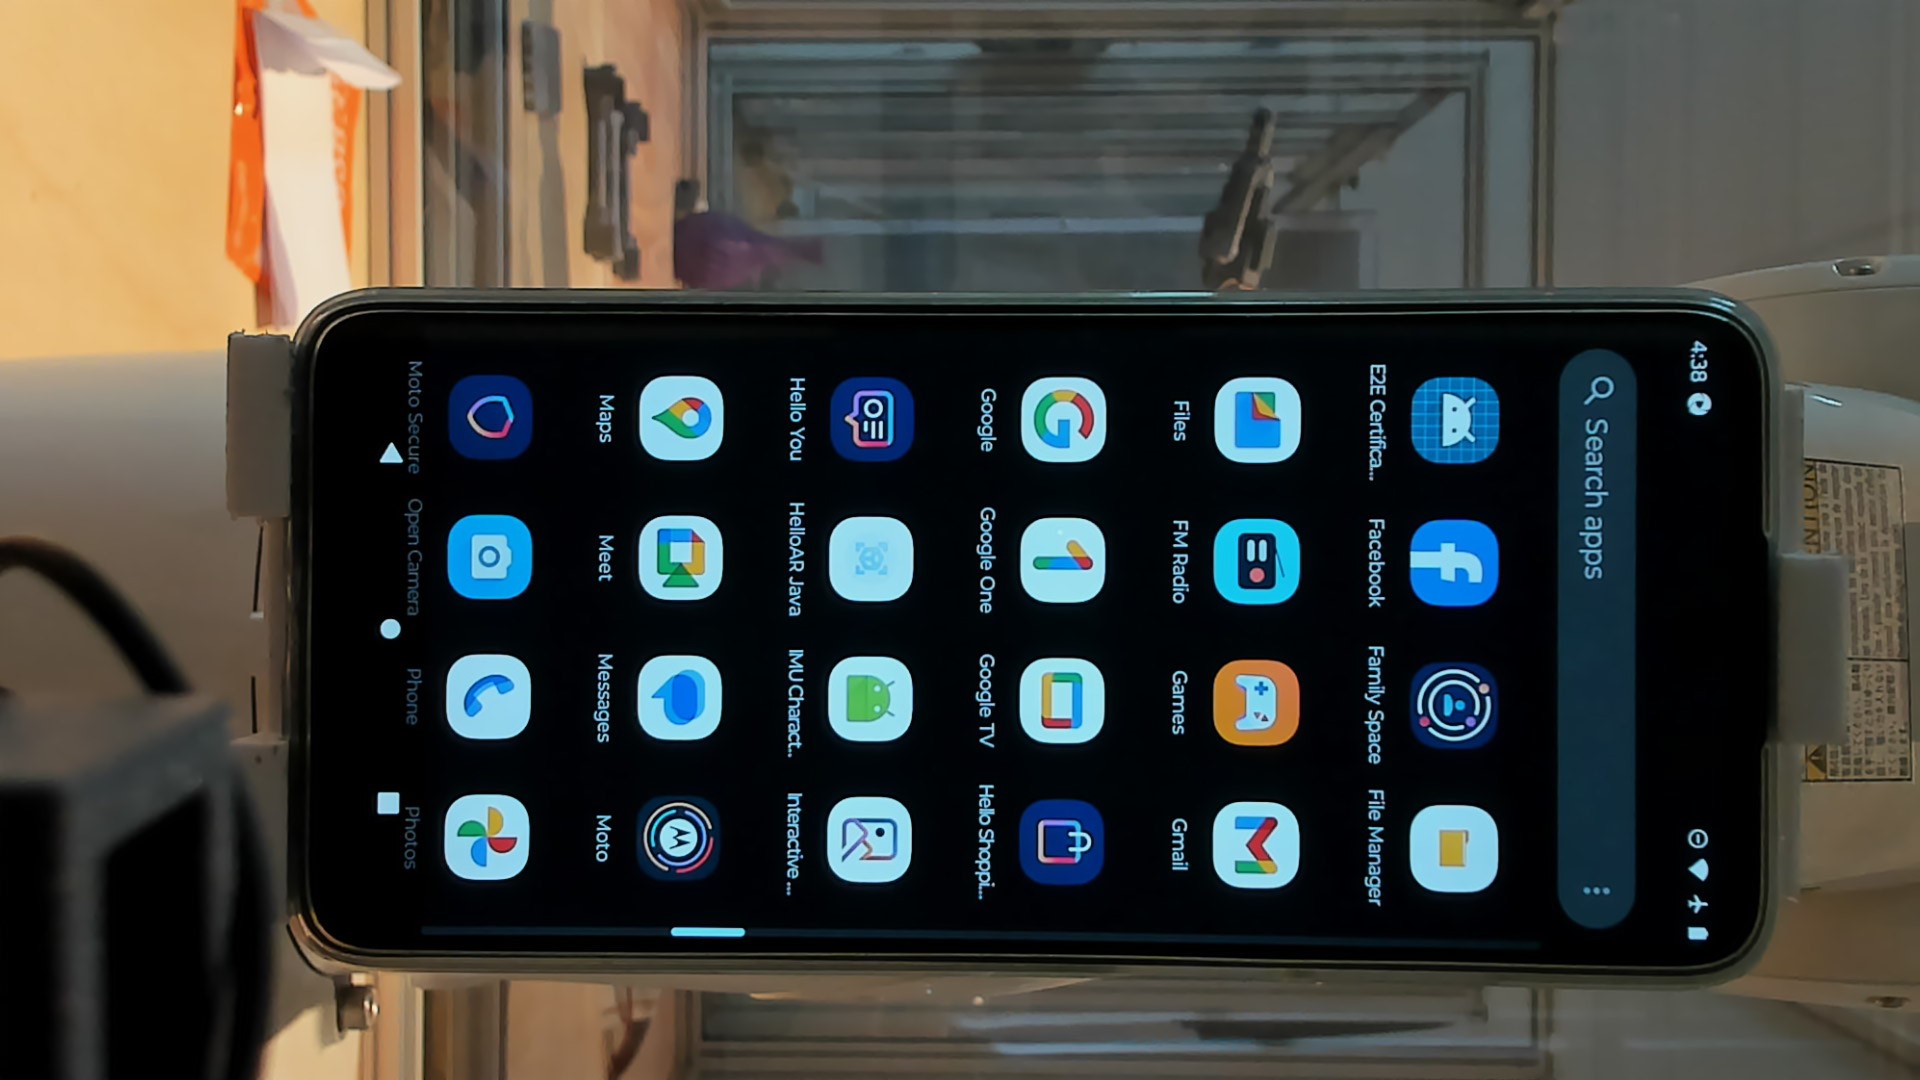 4:38
Search apps
E2E Certifica... Facebook Family Space File Manager
Files FM Radio Games Gmail
Google Google One Google TV Hello Shoppi...
Hello You HelloAR Java IMU Charact... Interactive ...
Maps Meet Messages Moto
Moto Secure Open Camera Phone Photos